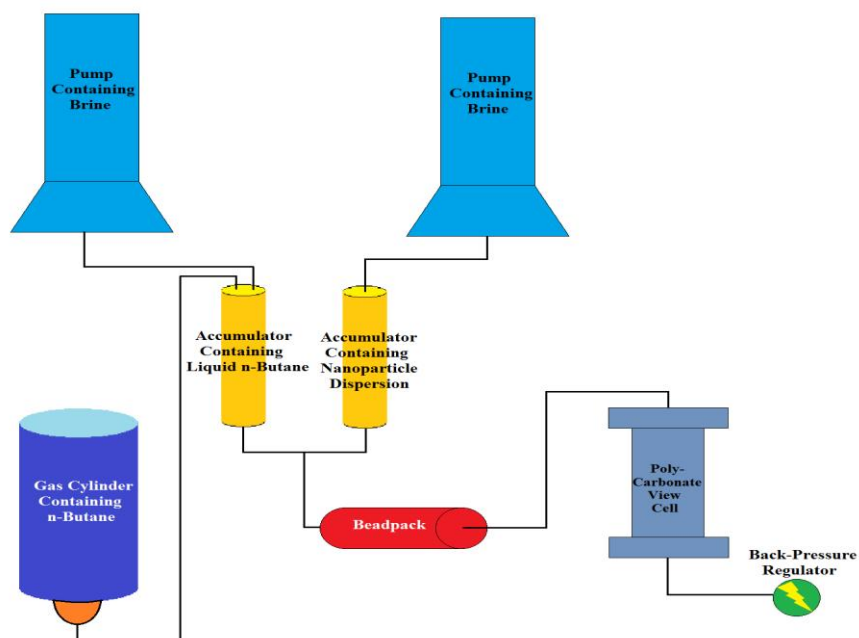 Pump
Containing
Brine
Pump
Containing
Brine
Accumulator
Containing
Liquid n-Butane
Accumulator
Containing
Nanoparticle
Dispersion
Gas Cylinder
Containing
n-Butane
Beadpack
Poly-
Carbonate
View
Cell
Back-Pressure
Regulator